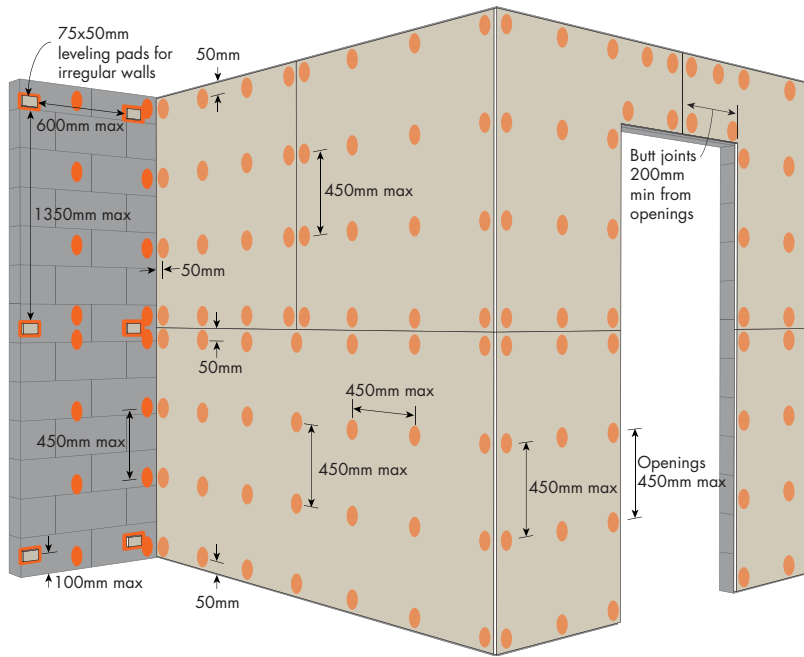 75x50mm
leveling pads for
irregular walls
50mm
600mm max
1350mm max
450mm max
50mm
Butt joints
200mm
min from
openings
50mm
450mm max
450mm max
450mm max
450mm max
Openings
450mm max
100mm max
50mm